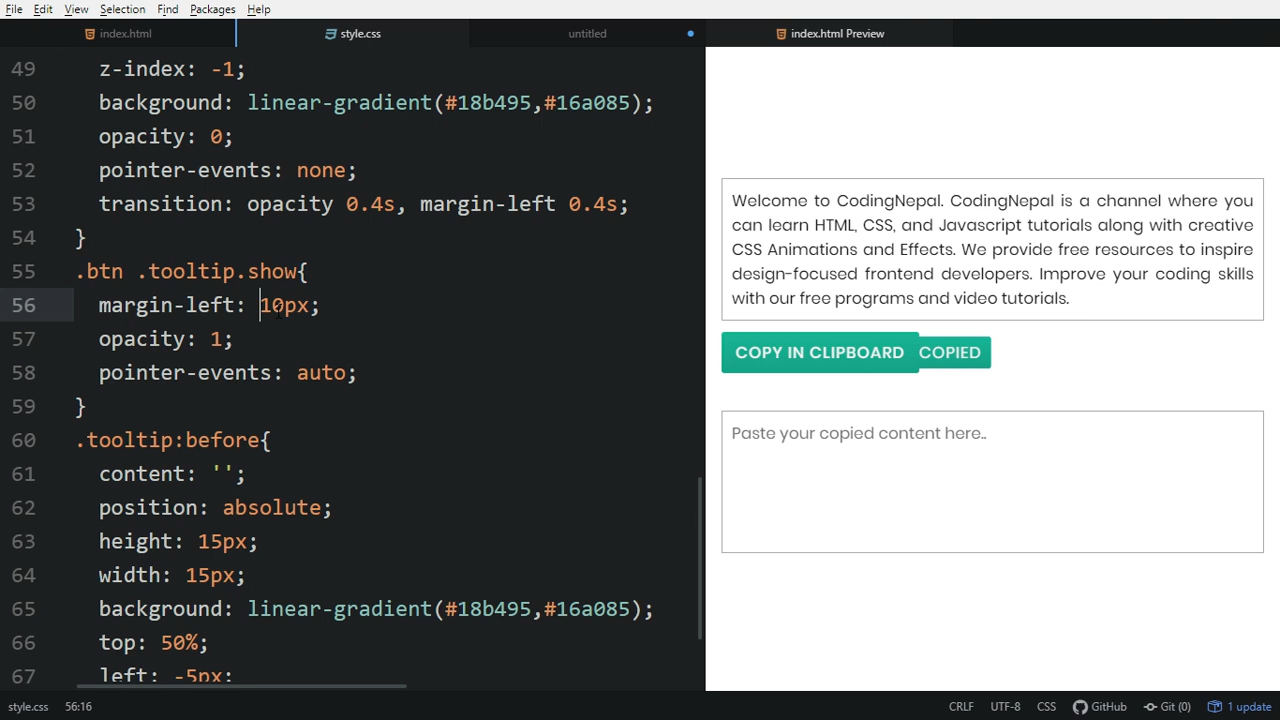 File Edit View Selection Find Packages Help
index.html style.css untitled index.html Preview
49 z-index: -1;
50 background: linear-gradient(#18b495,#16a085);
51 opacity: 0;
52 pointer-events: none;
53 transition: opacity 0.4s, margin-left 0.4s;
54 }
55 .btn .tooltip.show{
56 margin-left: 10px;
57 opacity: 1;
58 pointer-events: auto;
59 }
60 .tooltip:before{
61 content: '';
62 position: absolute;
63 height: 15px;
64 width: 15px;
65 background: linear-gradient(#18b495,#16a085);
66 top: 50%;
67 left: -5px;
Welcome to CodingNepal. CodingNepal is a channel where you
can learn HTML, CSS, and Javascript tutorials along with creative
CSS Animations and Effects. We provide free resources to inspire
design-focused frontend developers. Improve your coding skills
with our free programs and video tutorials.
COPY IN CLIPBOARD COPIED
Paste your copied content here..
style.css 56:16 CRLF UTF-8 CSS GitHub Git (0) 1 update